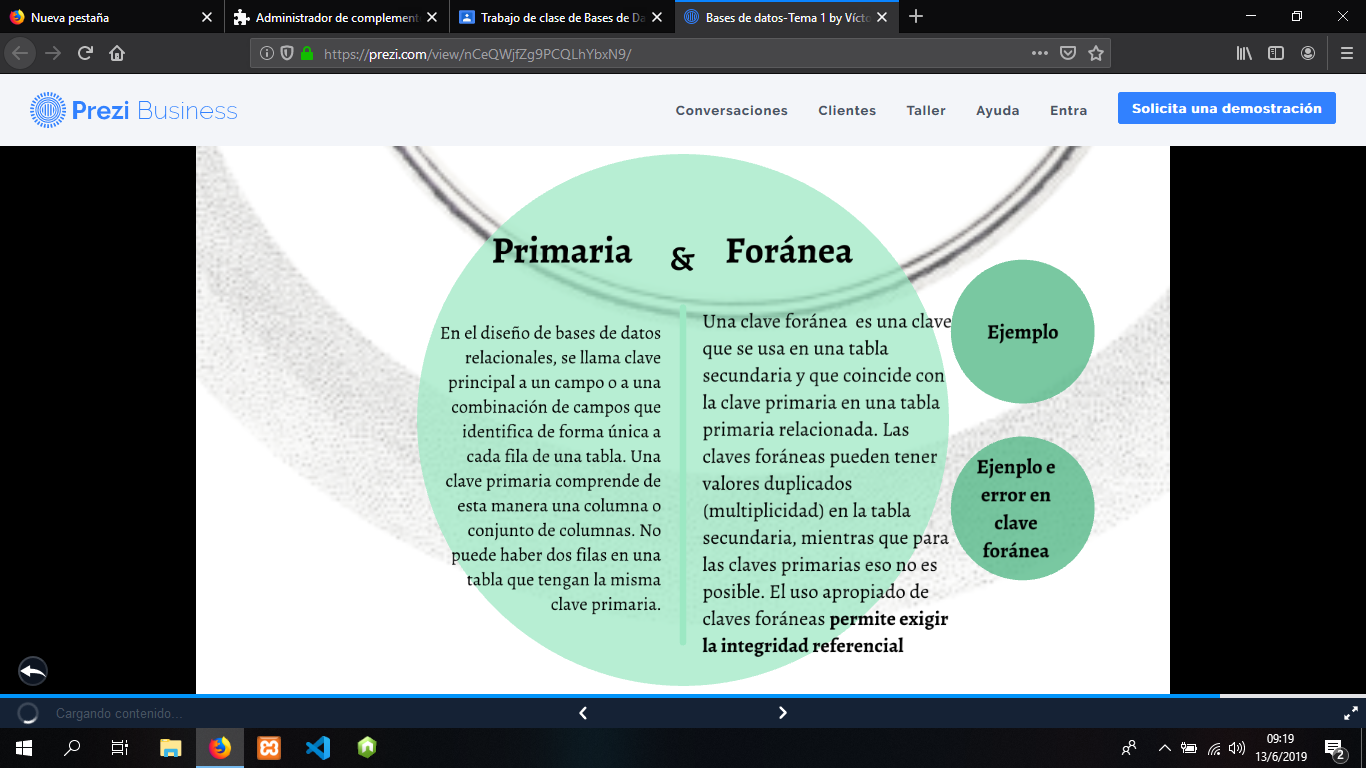 Nueva pestaña
Administrador de complement
Trabajo de clase de Bases de Da
Bases de datos-Tema 1 by Vícto
https://prezi.com/view/nCeQWjfZg9PCQLhYbxN9/
Prezi Business
Conversaciones
Clientes
Taller
Ayuda
Entra
Solicita una demostración
Primaria & Foránea
En el diseño de bases de datos
relacionales, se llama clave
principal a un campo o a una
combinación de campos que
identifica de forma única a
cada fila de una tabla. Una
clave primaria comprende de
esta manera una columna o
conjunto de columnas. No
puede haber dos filas en una
tabla que tengan la misma
clave primaria.
Una clave foránea es una clave
que se usa en una tabla
secundaria y que coincide con
la clave primaria en una tabla
primaria relacionada. Las
claves foráneas pueden tener
valores duplicados
(multiplicidad) en la tabla
secundaria, mientras que para
las claves primarias eso no es
posible. El uso apropiado de
claves foráneas permite exigir
la integridad referencial
Ejemplo
Ejenplo e
error en
clave
foránea
Cargando contenido...
09:19
13/6/2019
2